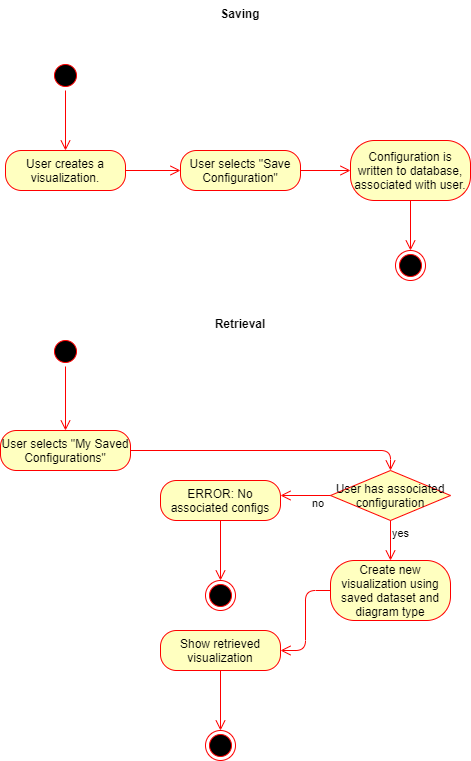 Saving
User creates a
visualization.
User selects "Save
Configuration"
Configuration is
written to database,
associated with user.
Retrieval
User selects "My Saved
Configurations"
User has associated
configuration
no
yes
ERROR: No
associated configs
Create new
visualization using
saved dataset and
diagram type
Show retrieved
visualization